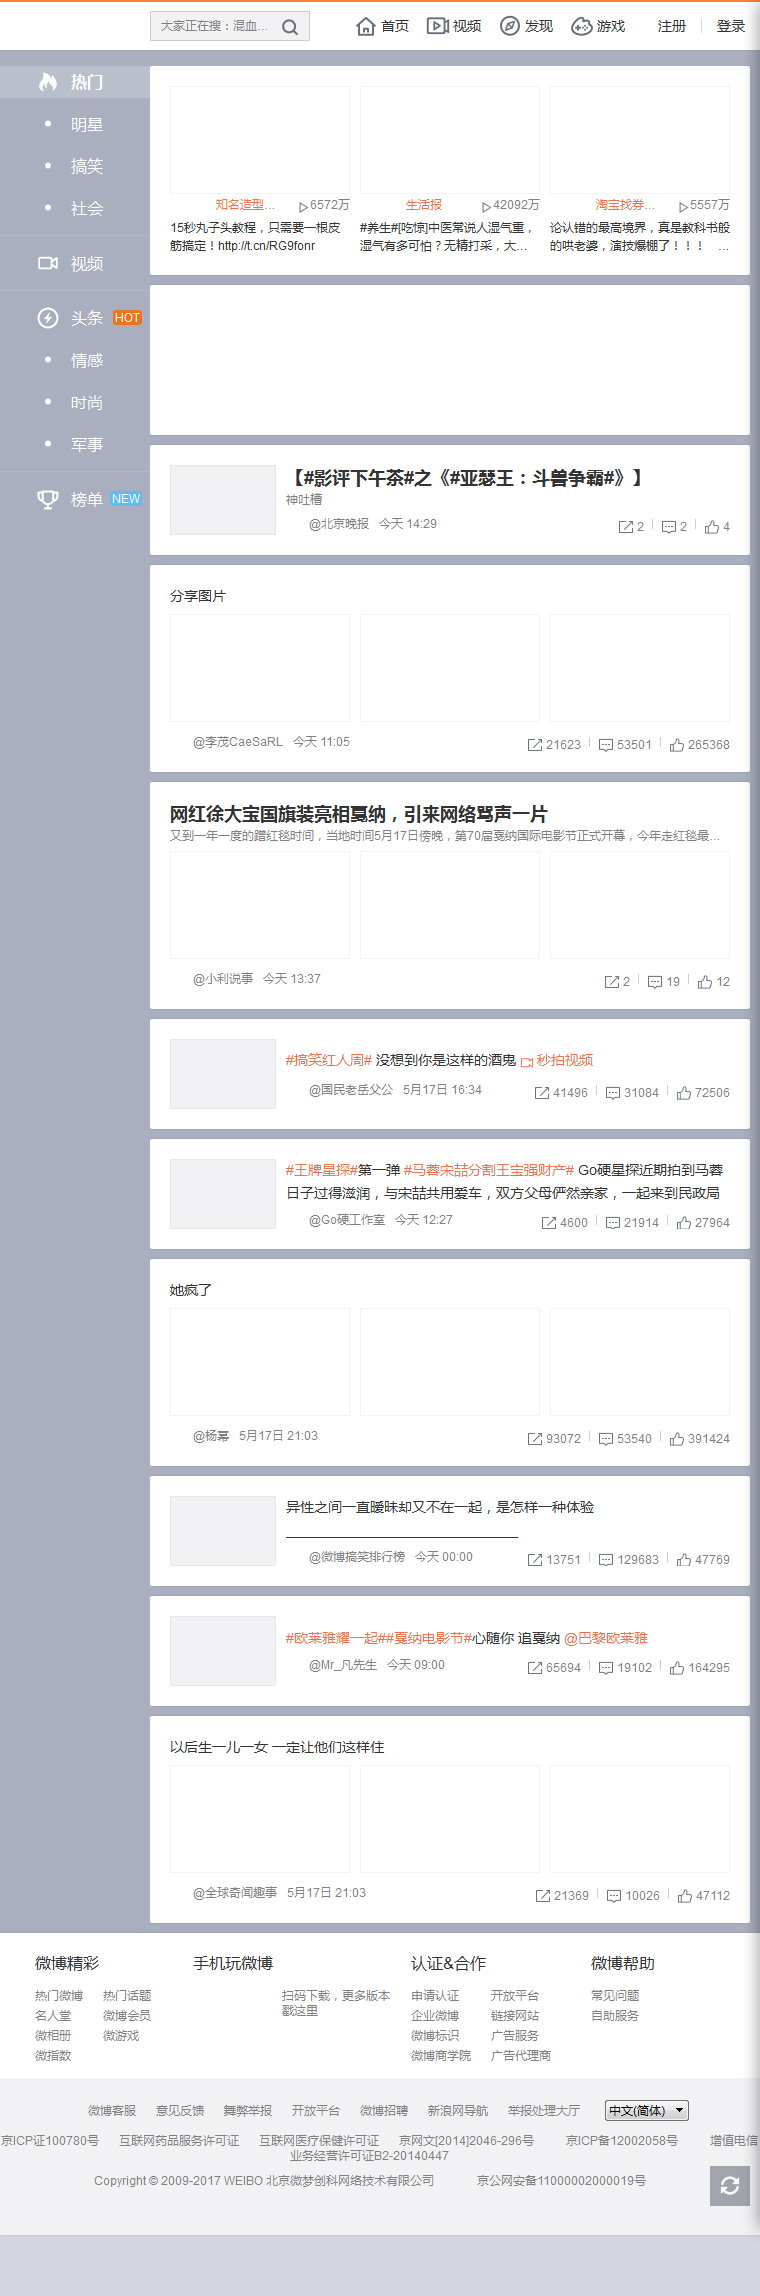 大家正在搜：混血...
首页
视频
发现
游戏
注册
登录
热门
明星
搞笑
社会
视频
头条 HOT
情感
时尚
军事
榜单 NEW
知名造型... 6572万
15秒丸子头教程，只需要一根皮
筋搞定！http://t.cn/RG9fonr
生活报 42092万
#养生#[吃惊]中医常说人湿气重，
湿气有多可怕？无精打采，大...
淘宝找券... 5557万
论认错的最高境界，真是教科书般
的哄老婆，演技爆棚了！！！ ...
【#影评下午茶#之《#亚瑟王：斗兽争霸#》】
神吐槽
@北京晚报 今天 14:29 2 2 4
分享图片
@李茂CaeSaRL 今天 11:05 21623 53501 265368
网红徐大宝国旗装亮相戛纳，引来网络骂声一片
又到一年一度的蹭红毯时间，当地时间5月17日傍晚，第70届戛纳国际电影节正式开幕，今年走红毯最...
@小利说事 今天 13:37 2 19 12
#搞笑红人周# 没想到你是这样的酒鬼 秒拍视频
@国民老岳父公 5月17日 16:34 41496 31084 72506
#王牌星探#第一弹 #马蓉宋喆分割王宝强财产# Go硬星探近期拍到马蓉
日子过得滋润，与宋喆共用爱车，双方父母俨然亲家，一起来到民政局
@Go硬工作室 今天 12:27 4600 21914 27964
她疯了
@杨幂 5月17日 21:03 93072 53540 391424
异性之间一直暧昧却又不在一起，是怎样一种体验
@微博搞笑排行榜 今天 00:00 13751 129683 47769
#欧莱雅耀一起##戛纳电影节#心随你 追戛纳 @巴黎欧莱雅
@Mr_凡先生 今天 09:00 65694 19102 164295
以后生一儿一女 一定让他们这样住
@全球奇闻趣事 5月17日 21:03 21369 10026 47112
微博精彩
热门微博 热门话题
名人堂 微博会员
微相册 微游戏
微指数
手机玩微博
扫码下载，更多版本
戳这里
认证&合作
申请认证 开放平台
企业微博 链接网站
微博标识 广告服务
微博商学院 广告代理商
微博帮助
常见问题
自助服务
微博客服 意见反馈 舞弊举报 开放平台 微博招聘 新浪网导航 举报处理大厅 中文(简体)
京ICP证100780号 互联网药品服务许可证 互联网医疗保健许可证 京网文[2014]2046-296号 京ICP备12002058号 增值电信
业务经营许可证B2-20140447
Copyright © 2009-2017 WEIBO 北京微梦创科网络技术有限公司 京公网安备11000002000019号